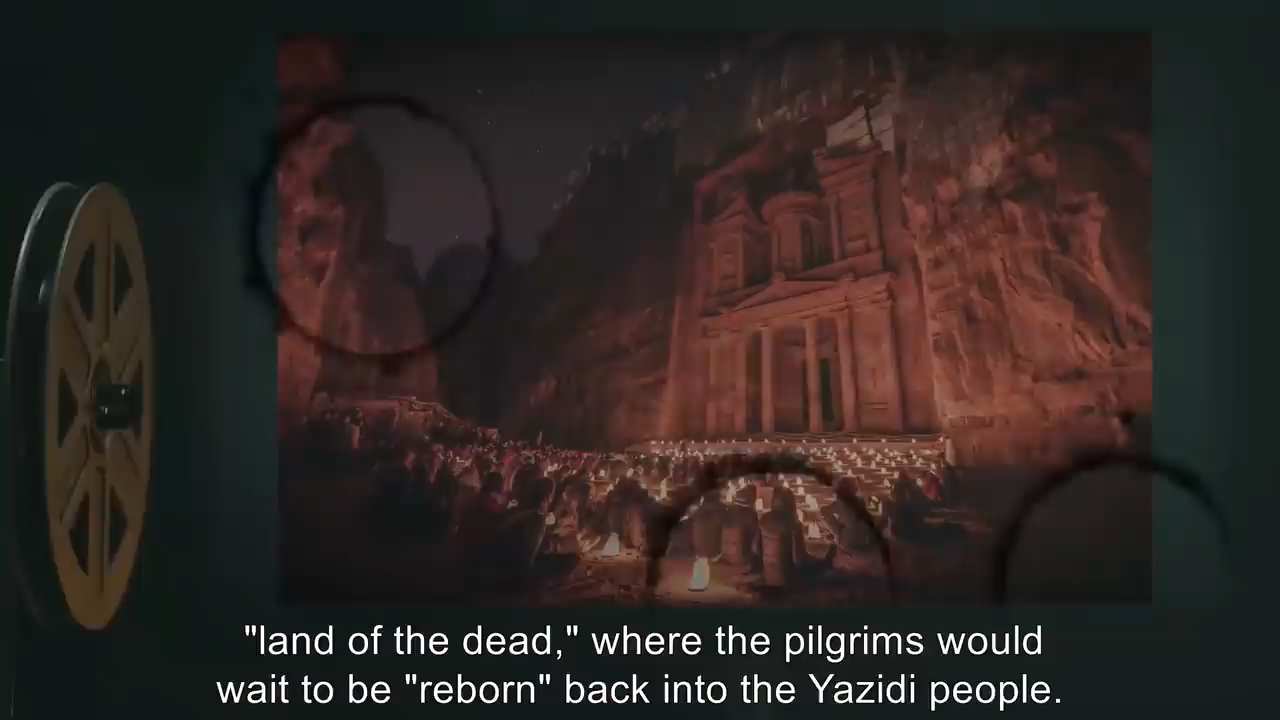 "land of the dead," where the pilgrims would
wait to be "reborn" back into the Yazidi people.